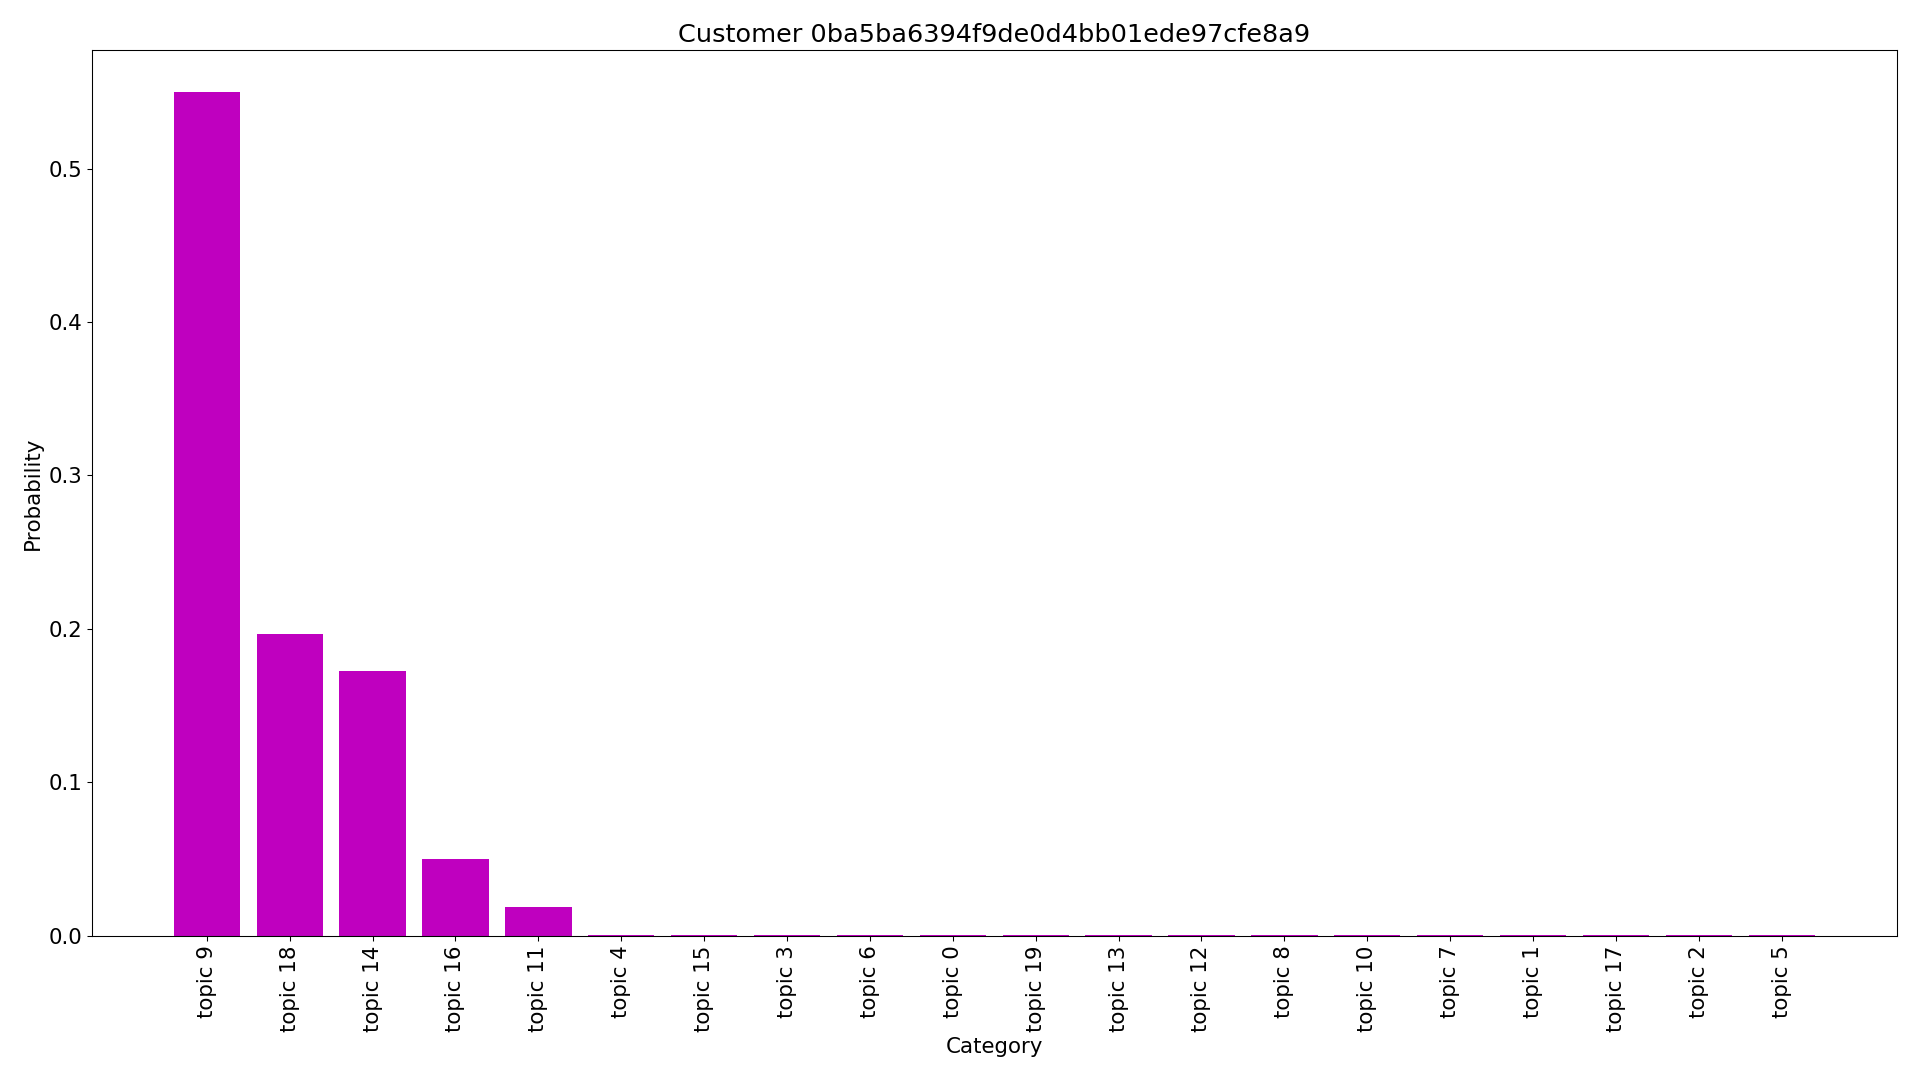 Customer 0ba5ba6394f9de0d4bb01ede97cfe8a9
Probability
0.5
0.4
0.3
0.2
0.1
0.0
topic 9
topic 18
topic 14
topic 16
topic 11
topic 4
topic 15
topic 3
topic 6
topic 0
topic 19
topic 13
topic 12
topic 8
topic 10
topic 7
topic 1
topic 17
topic 2
topic 5
Category